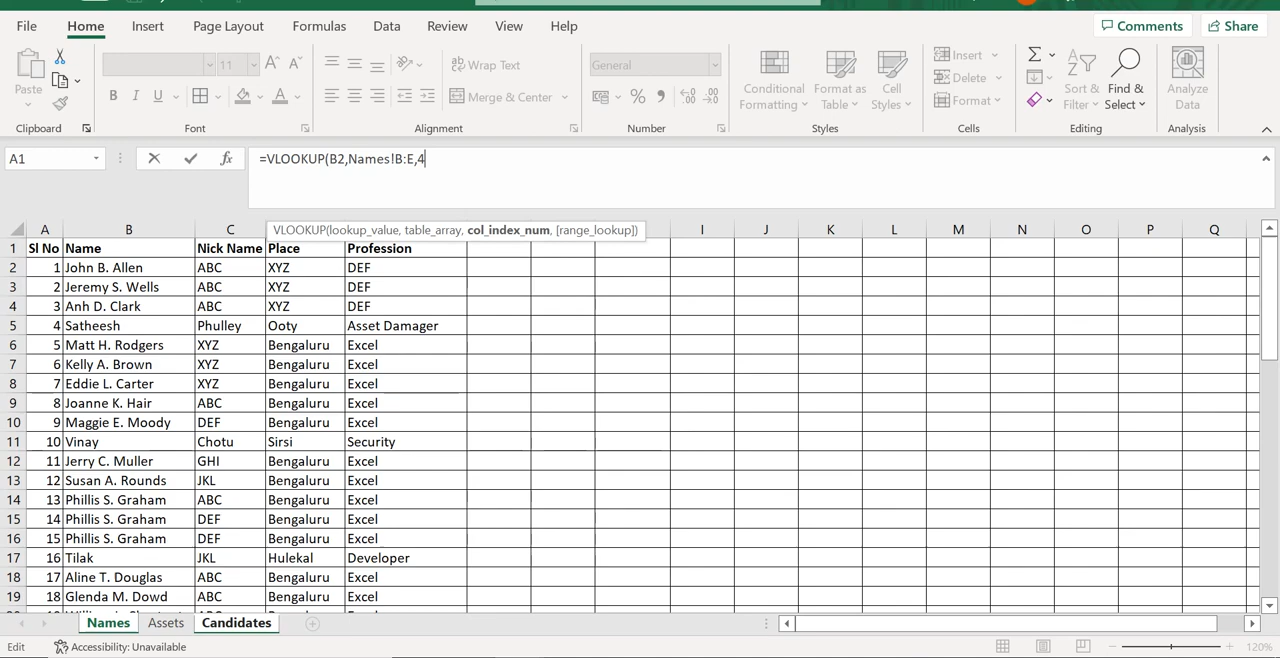 File Home Insert Page Layout Formulas Data Review View Help Comments Share
Paste 11 Wrap Text General Conditional Formatting Format as Table Cell Styles Insert Sort & Filter Find & Select Analyze Data
B I U Merge & Center % Delete
Format
Clipboard Font Alignment Number Styles Cells Editing Analysis
A1 fx =VLOOKUP(B2,Names!B:E,4
VLOOKUP(lookup_value, table_array, col_index_num, [range_lookup])
A B C I J K L M N O P Q
1 Sl No Name Nick Name Place Profession
2 1 John B. Allen ABC XYZ DEF
3 2 Jeremy S. Wells ABC XYZ DEF
4 3 Anh D. Clark ABC XYZ DEF
5 4 Satheesh Phulley Ooty Asset Damager
6 5 Matt H. Rodgers XYZ Bengaluru Excel
7 6 Kelly A. Brown XYZ Bengaluru Excel
8 7 Eddie L. Carter XYZ Bengaluru Excel
9 8 Joanne K. Hair ABC Bengaluru Excel
10 9 Maggie E. Moody DEF Bengaluru Excel
11 10 Vinay Chotu Sirsi Security
12 11 Jerry C. Muller GHI Bengaluru Excel
13 12 Susan A. Rounds JKL Bengaluru Excel
14 13 Phillis S. Graham ABC Bengaluru Excel
15 14 Phillis S. Graham DEF Bengaluru Excel
16 15 Phillis S. Graham DEF Bengaluru Excel
17 16 Tilak JKL Hulekal Developer
18 17 Aline T. Douglas ABC Bengaluru Excel
19 18 Glenda M. Dowd ABC Bengaluru Excel
Names Assets Candidates
Edit Accessibility: Unavailable 120%